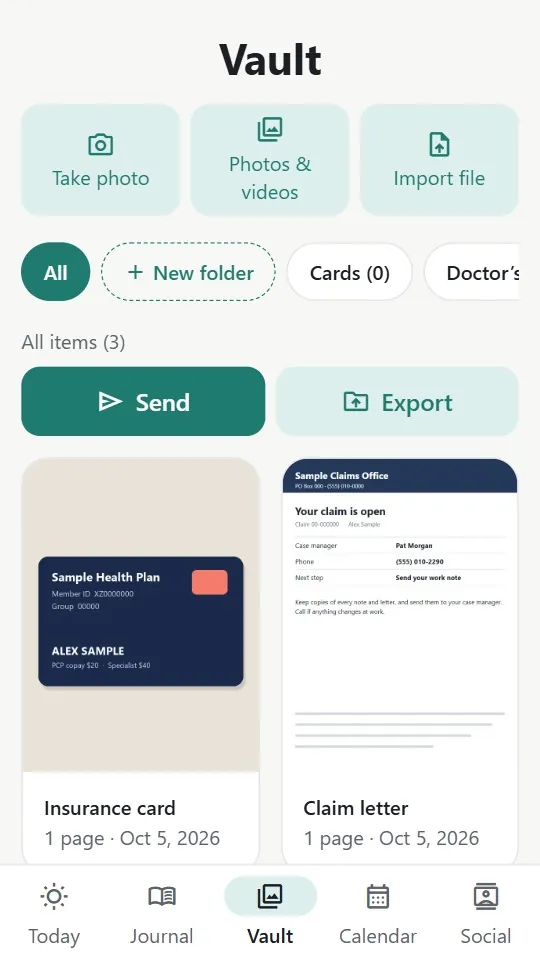 Vault
Take photo
Photos &
videos
Import file
All
+ New folder
Cards (0)
Doctor's
All items (3)
Send
Export
Sample Health Plan
Member ID XZ0000000
Group 00000
ALEX SAMPLE
PCP copay $20 · Specialist $40
Insurance card
1 page · Oct 5, 2026
Sample Claims Office
PO Box 000 · (555) 010-0000
Your claim is open
Claim 00-000000 Alex Sample
Case manager Pat Morgan
Phone (555) 010-2290
Next step Send your work note
Keep copies of every note and letter, and send them to your case manager.
Call if anything changes at work.
Claim letter
1 page · Oct 5, 2026
Today
Journal
Vault
Calendar
Social